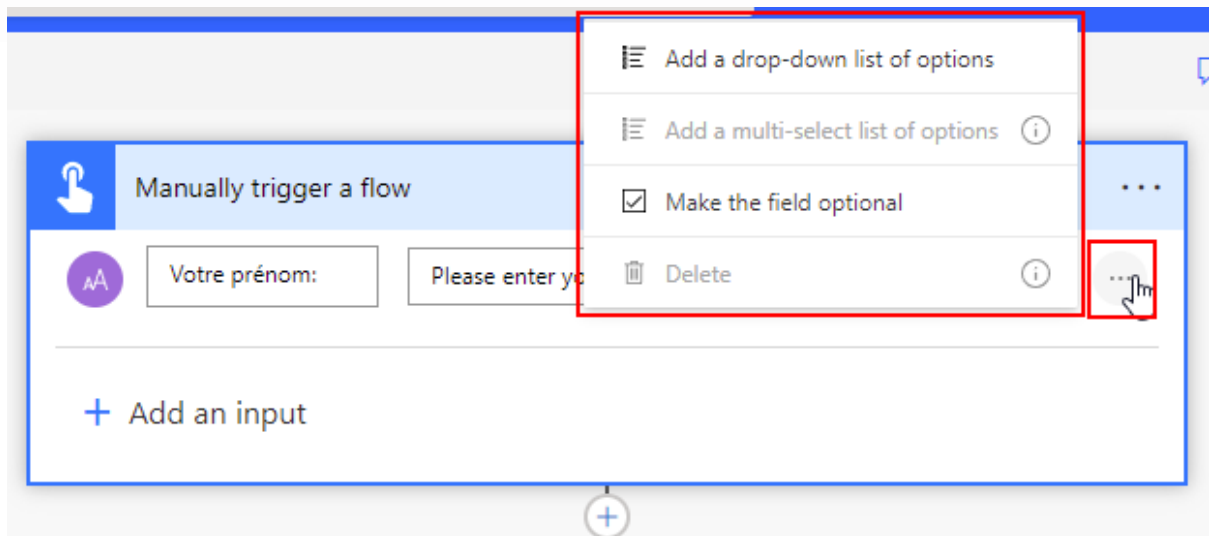 Add a drop-down list of options
Add a multi-select list of options
Manually trigger a flow
Make the field optional
AA
Votre prénom:
Please enter yo
Delete
Add an input